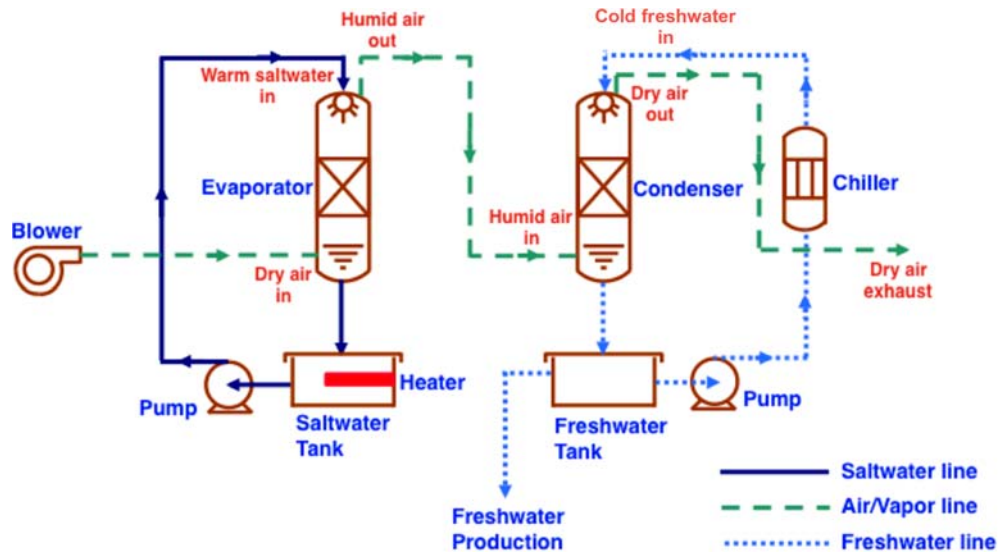 Humid air
out
Cold freshwater
in
Warm saltwater
in
Dry air
out
Evaporator
Condenser
Chiller
Blower
Humid air
in
Dry air
in
Dry air
exhaust
Heater
Pump
Saltwater
Tank
Freshwater
Tank
Pump
Saltwater line
Air/Vapor line
Freshwater line
Freshwater
Production